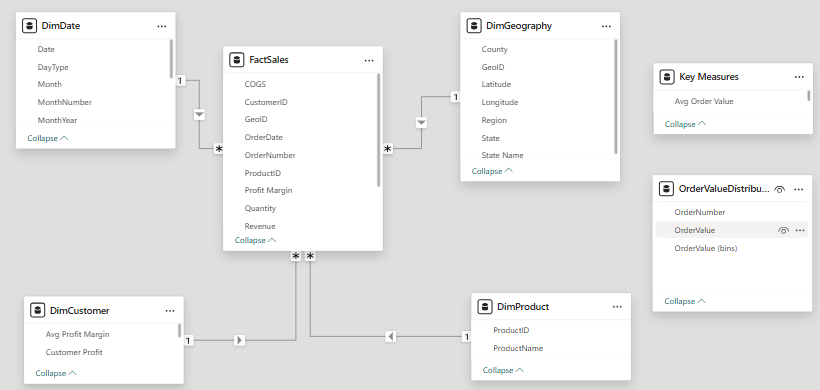 DimDate
Date
DayType
Month
MonthNumber
MonthYear
Collapse
FactSales
COGS
CustomerID
GeoID
OrderDate
OrderNumber
ProductID
Profit Margin
Quantity
Revenue
Collapse
DimGeography
County
GeoID
Latitude
Longitude
Region
State
State Name
Collapse
Key Measures
Avg Order Value
Collapse
OrderValueDistribu...
OrderNumber
OrderValue
OrderValue (bins)
Collapse
1
*
1
*
*
*
DimCustomer
Avg Profit Margin
Customer Profit
Collapse
1
DimProduct
ProductID
ProductName
Collapse
1